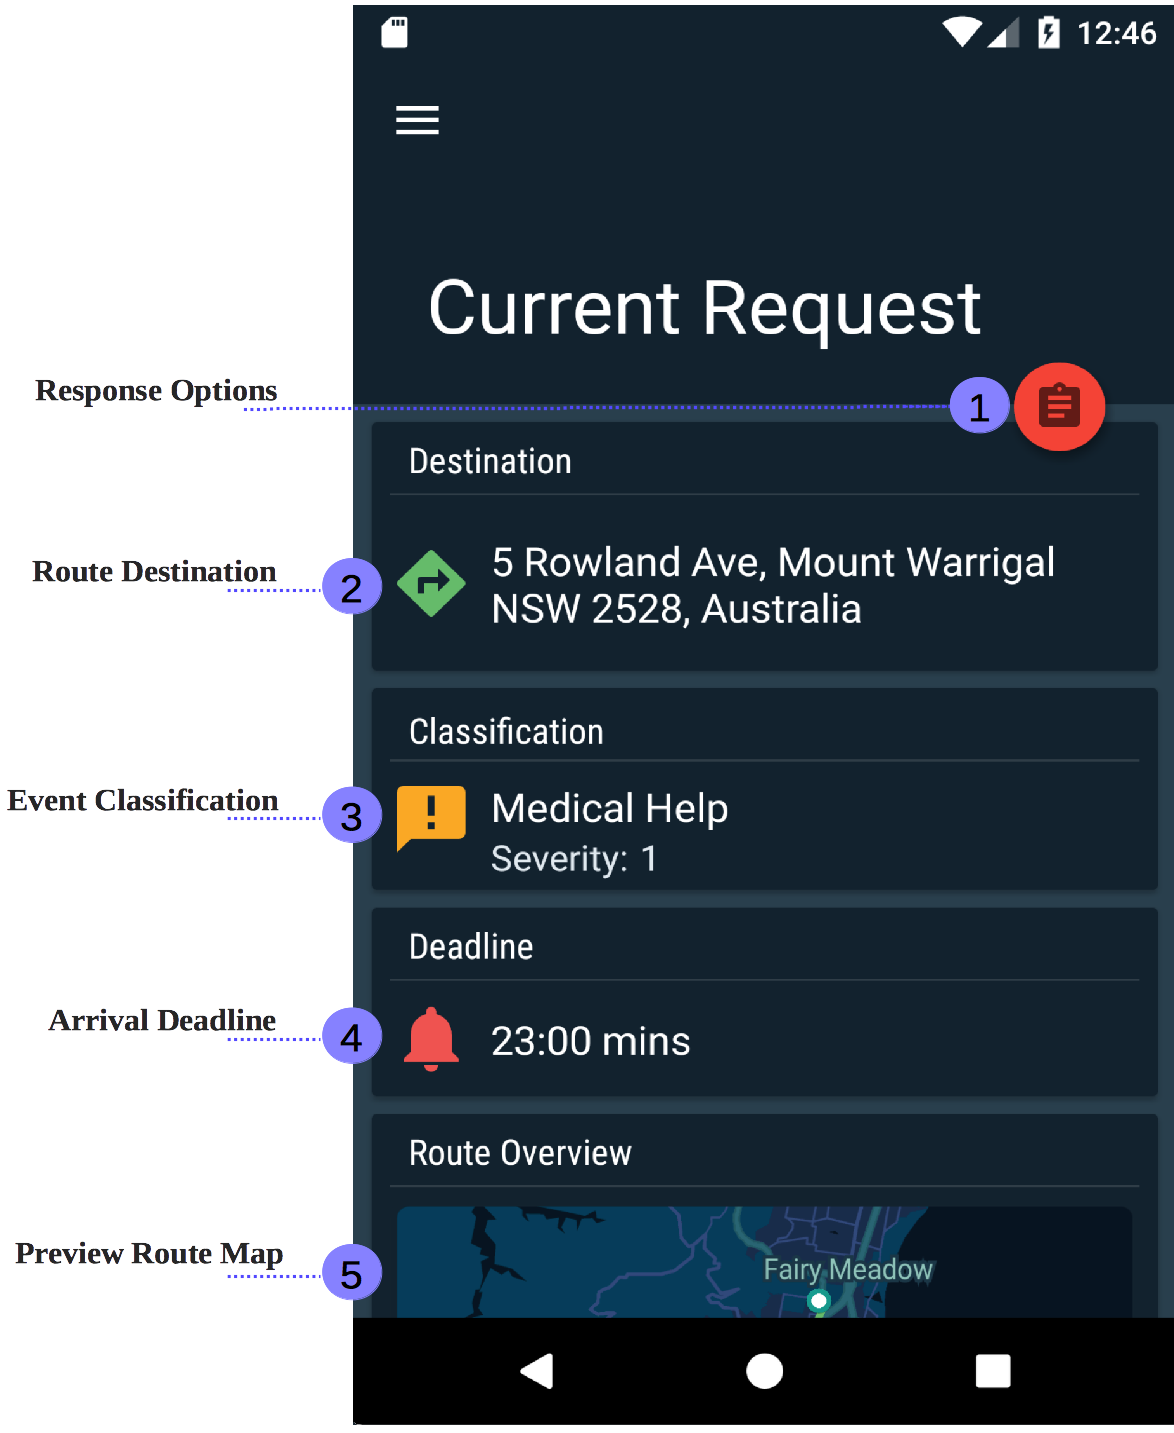 12:46
Current Request
Response Options
1
Destination
Route Destination
2
5 Rowland Ave, Mount Warrigal
NSW 2528, Australia
Classification
Event Classification
3
Medical Help
Severity: 1
Deadline
Arrival Deadline
4
23:00 mins
Route Overview
Preview Route Map
5
Fairy Meadow